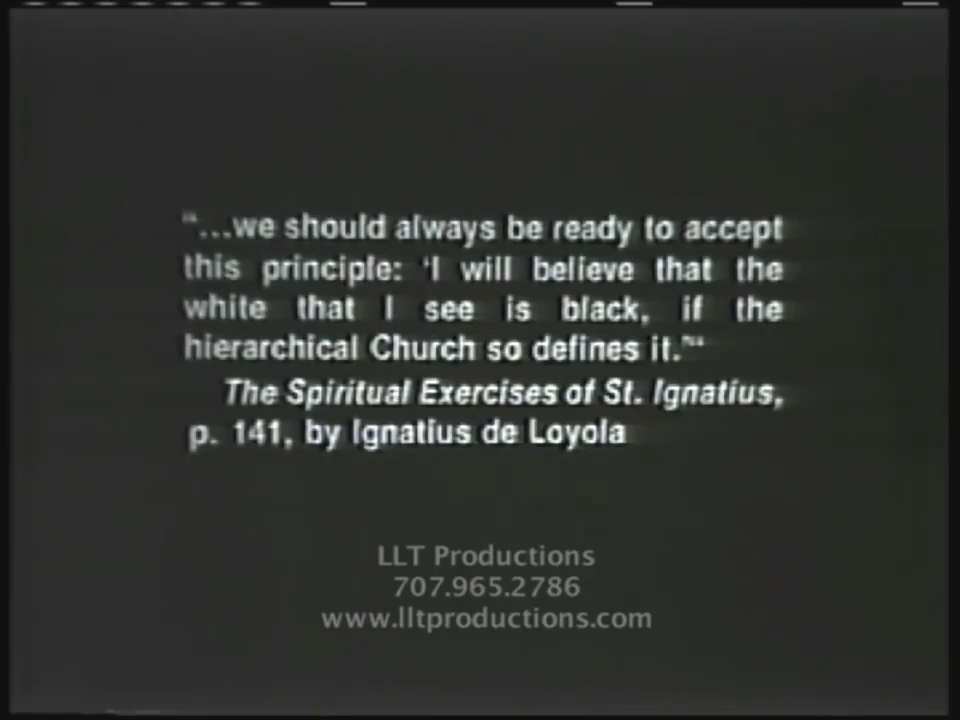 "...we should always be ready to accept
this principle: 'I will believe that the
white that I see is black, if the
hierarchical Church so defines it.'"
The Spiritual Exercises of St. Ignatius,
p. 141, by Ignatius de Loyola
LLT Productions
707.965.2786
www.lltproductions.com